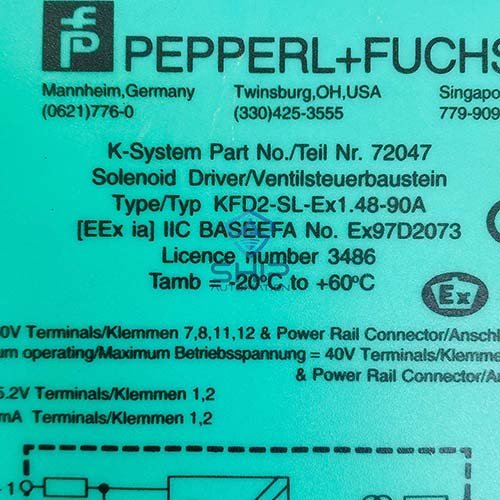 PEPPERL+FUCHS
Mannheim,Germany Twinsburg,OH,USA Singapo
(0621)776-0 (330)425-3555 779-909
K-System Part No./Teil Nr. 72047
Solenoid Driver/Ventilsteuerbaustein
Type/Typ KFD2-SL-Ex1.48-90A
[EEx ia] IIC BASEEFA No. Ex97D2073
Licence number 3486
SHIP
AUTOMATION
Tamb = -20°C to +60°C
Ex
0V Terminals/Klemmen 7,8,11,12 & Power Rail Connector/Anschl
um operating/Maximum Betriebsspannung = 40V Terminals/Klemme
& Power Rail Connector/An
5.2V Terminals/Klemmen 1,2
mA Terminals/Klemmen 1,2
1